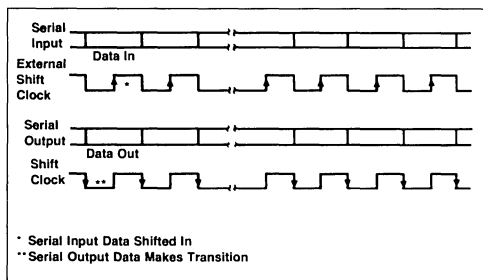 Serial
Input
Data In
External
Shift
Clock
*
Serial
Output
Data Out
Shift
Clock
**
* Serial Input Data Shifted In
**Serial Output Data Makes Transition